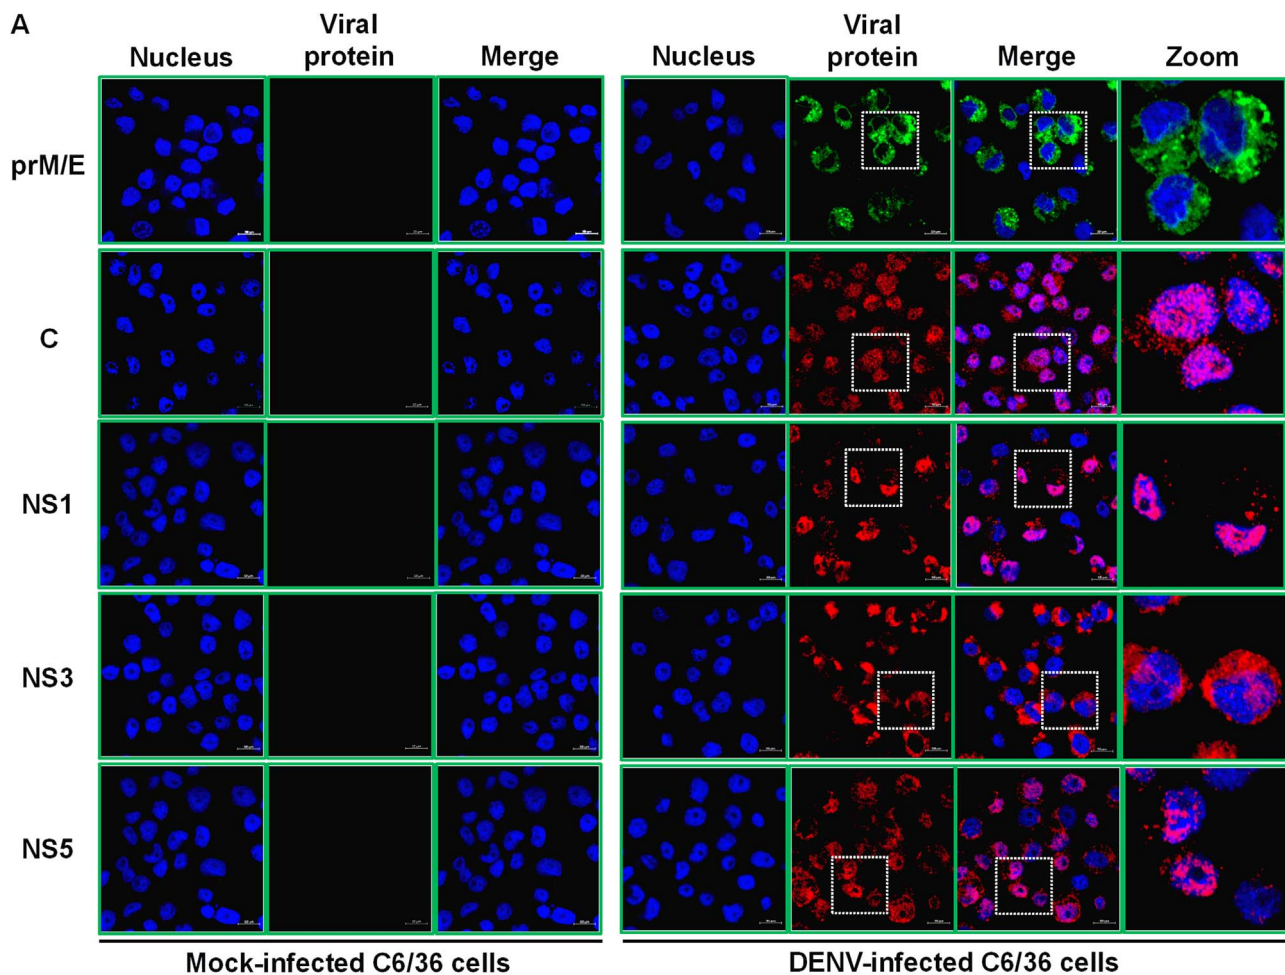 A
Nucleus Viral protein Merge Nucleus Viral protein Merge Zoom
prM/E
C
NS1
NS3
NS5
Mock-infected C6/36 cells DENV-infected C6/36 cells